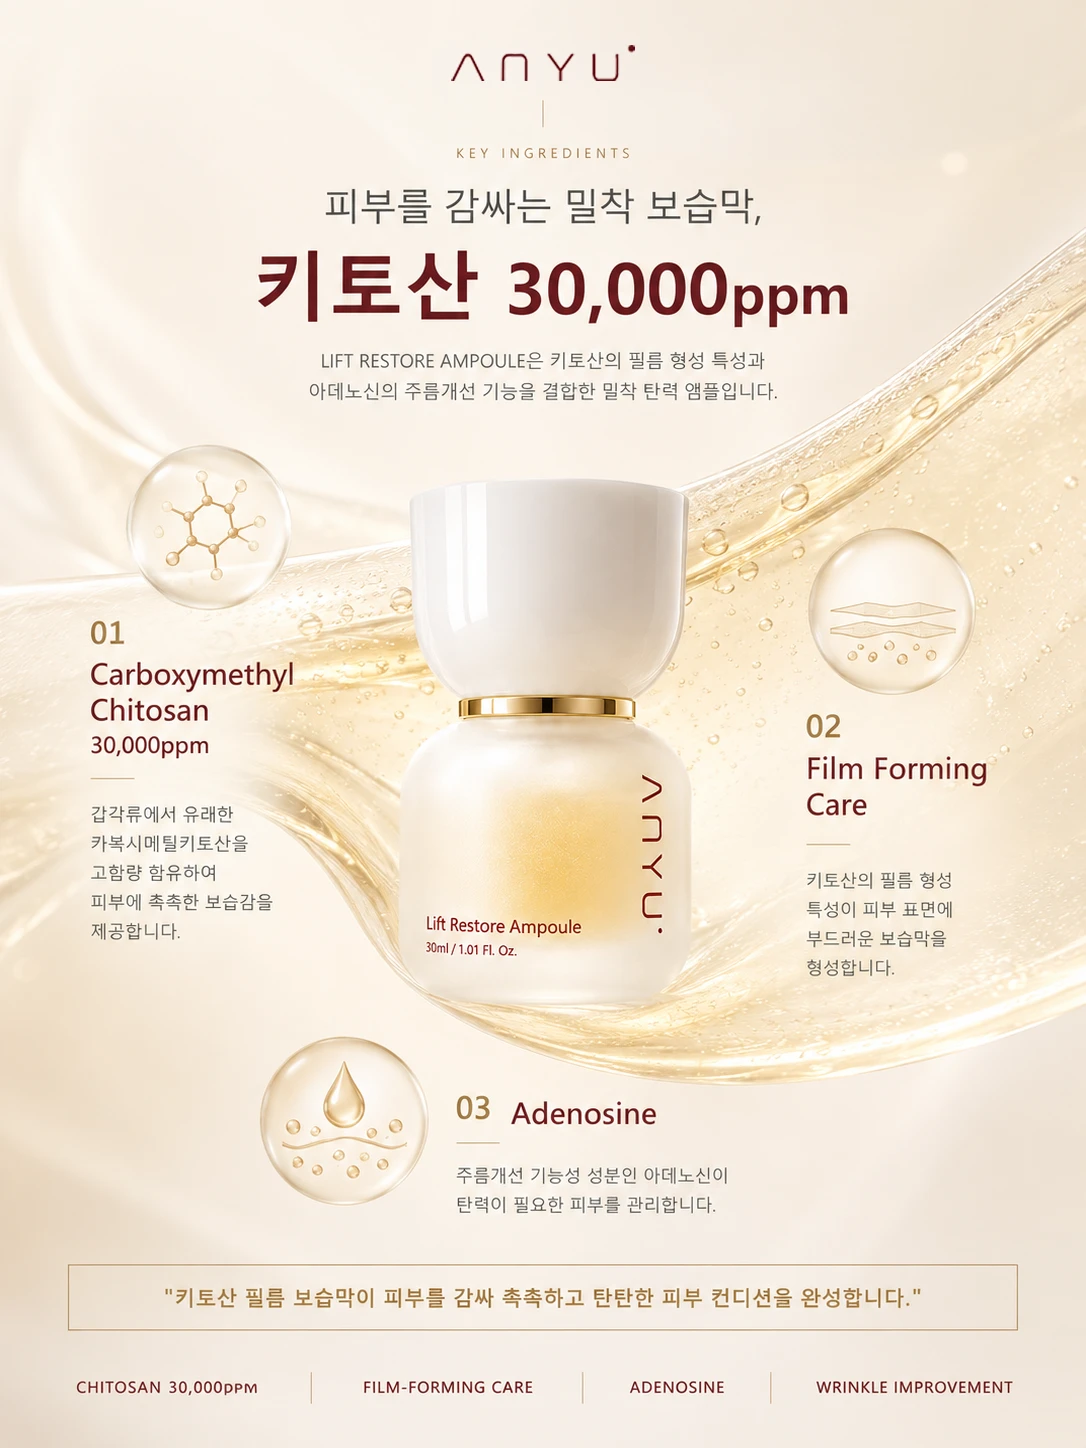 ANYU
KEY INGREDIENTS
피부를 감싸는 밀착 보습막,
키토산 30,000ppm
LIFT RESTORE AMPOULE은 키토산의 필름 형성 특성과
아데노신의 주름개선 기능을 결합한 밀착 탄력 앰플입니다.
01
Carboxymethyl
Chitosan
30,000ppm
갑각류에서 유래한
카복시메틸키토산을
고함량 함유하여
피부에 촉촉한 보습감을
제공합니다.
ANYU
Lift Restore Ampoule
30ml / 1.01 Fl. Oz.
02
Film Forming
Care
키토산의 필름 형성
특성이 피부 표면에
부드러운 보습막을
형성합니다.
03 Adenosine
주름개선 기능성 성분인 아데노신이
탄력이 필요한 피부를 관리합니다.
"키토산 필름 보습막이 피부를 감싸 촉촉하고 탄탄한 피부 컨디션을 완성합니다."
CHITOSAN 30,000ppm FILM-FORMING CARE ADENOSINE WRINKLE IMPROVEMENT